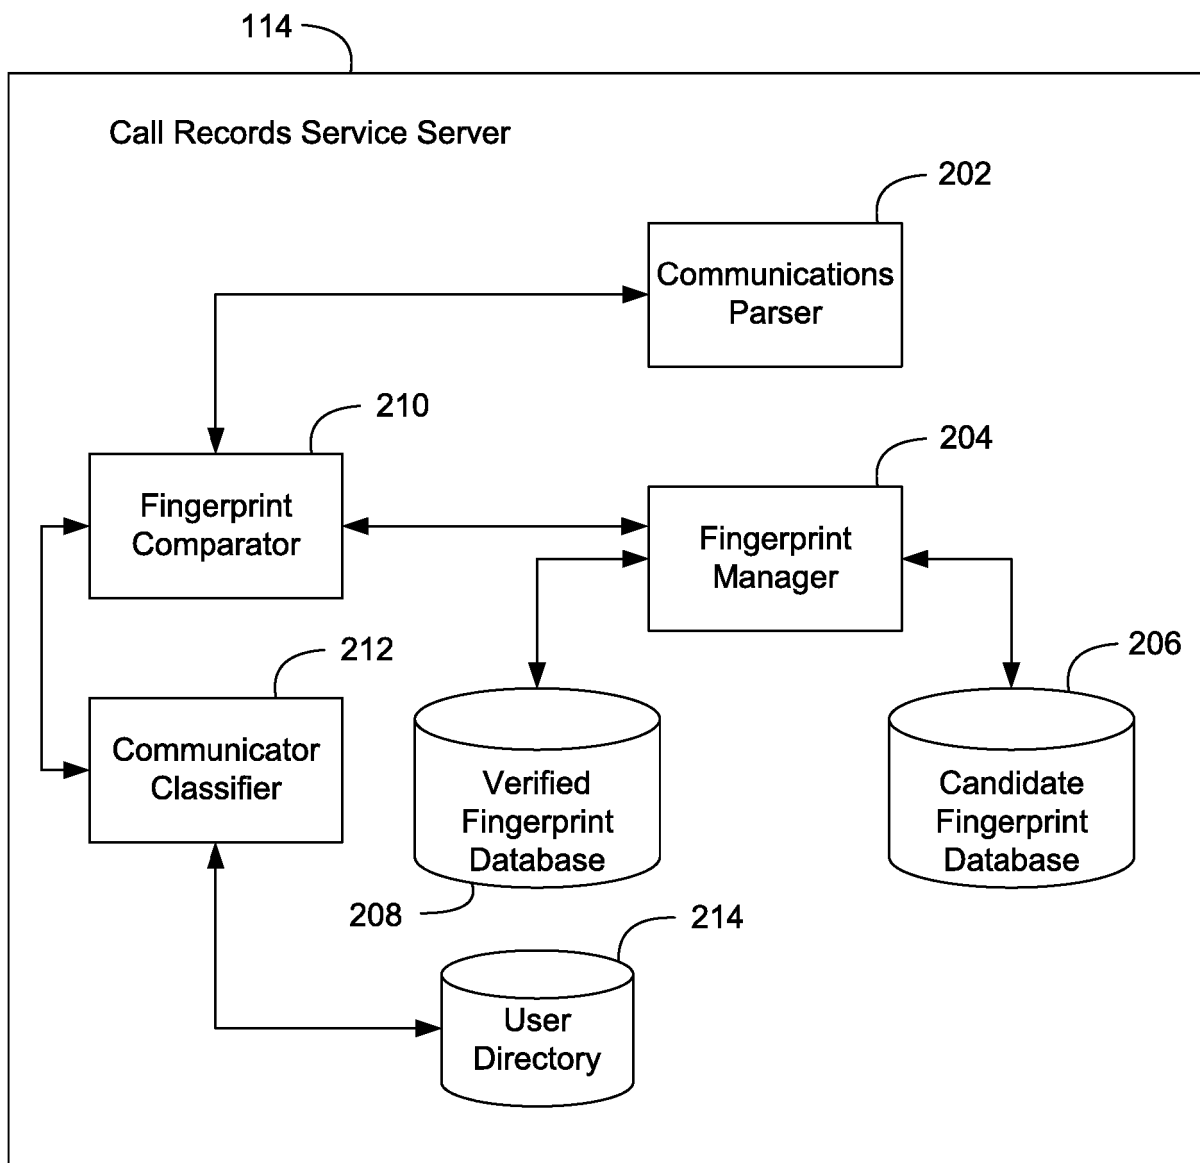 114
Call Records Service Server
202
Communications
Parser
210
Fingerprint
Comparator
204
Fingerprint
Manager
212
Communicator
Classifier
206
Verified
Fingerprint
Database
Candidate
Fingerprint
Database
208
214
User
Directory